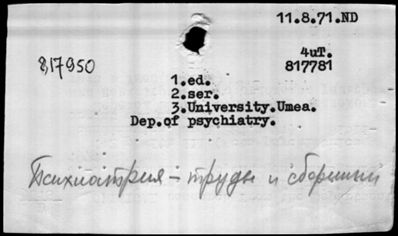 11.8.71.ND
817950
4uT.
817781
1.ed.
2.ser.
3.University.Umea.
Dep.of psychiatry.
Психиатрия – труды и сборники